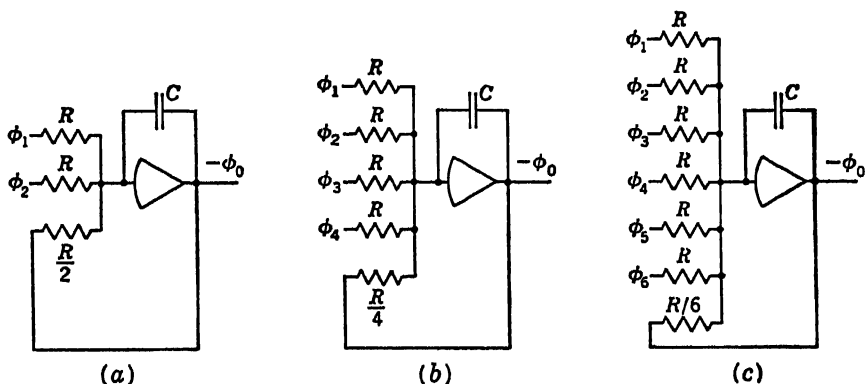 ϕ₁ R
ϕ₂ R
R/2
C
−ϕ₀
(a)
ϕ₁ R
ϕ₂ R
ϕ₃ R
ϕ₄ R
R/4
C
−ϕ₀
(b)
ϕ₁ R
ϕ₂ R
ϕ₃ R
ϕ₄ R
ϕ₅ R
ϕ₆ R
R/6
C
−ϕ₀
(c)